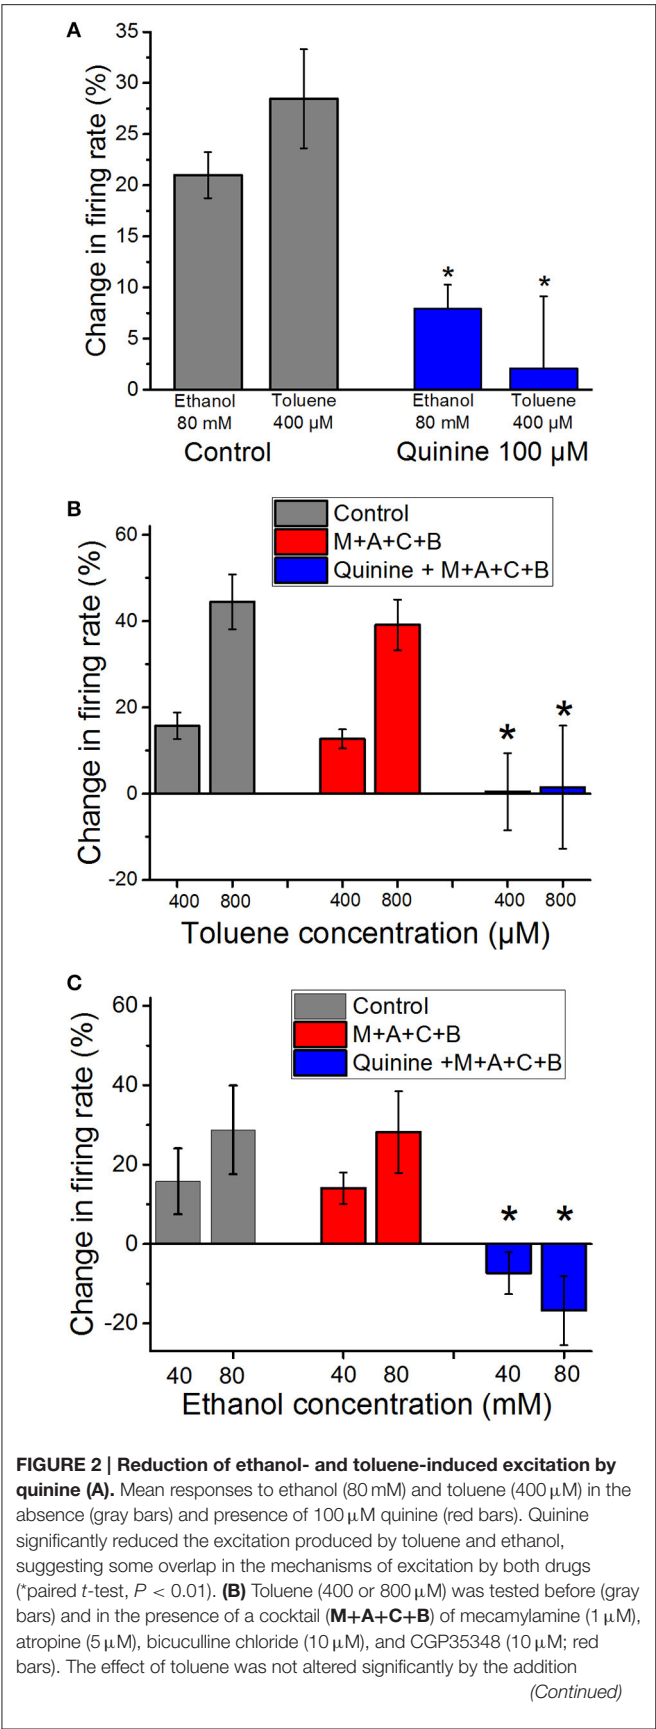 A
35
30
25
20
15
10
5
0
Change in firing rate (%)
Ethanol Toluene Ethanol Toluene
80 mM 400 µM 80 mM 400 µM
Control Quinine 100 µM
* *
B
60
40
20
0
-20
Change in firing rate (%)
Control
M+A+C+B
Quinine + M+A+C+B
* *
400 800 400 800 400 800
Toluene concentration (µM)
C
60
40
20
0
-20
Change in firing rate (%)
Control
M+A+C+B
Quinine +M+A+C+B
* *
40 80 40 80 40 80
Ethanol concentration (mM)
FIGURE 2 | Reduction of ethanol- and toluene-induced excitation by
quinine (A). Mean responses to ethanol (80 mM) and toluene (400 µM) in the
absence (gray bars) and presence of 100 µM quinine (red bars). Quinine
significantly reduced the excitation produced by toluene and ethanol,
suggesting some overlap in the mechanisms of excitation by both drugs
(*paired t-test, P < 0.01). (B) Toluene (400 or 800 µM) was tested before (gray
bars) and in the presence of a cocktail (M+A+C+B) of mecamylamine (1 µM),
atropine (5 µM), bicuculline chloride (10 µM), and CGP35348 (10 µM; red
bars). The effect of toluene was not altered significantly by the addition
(Continued)